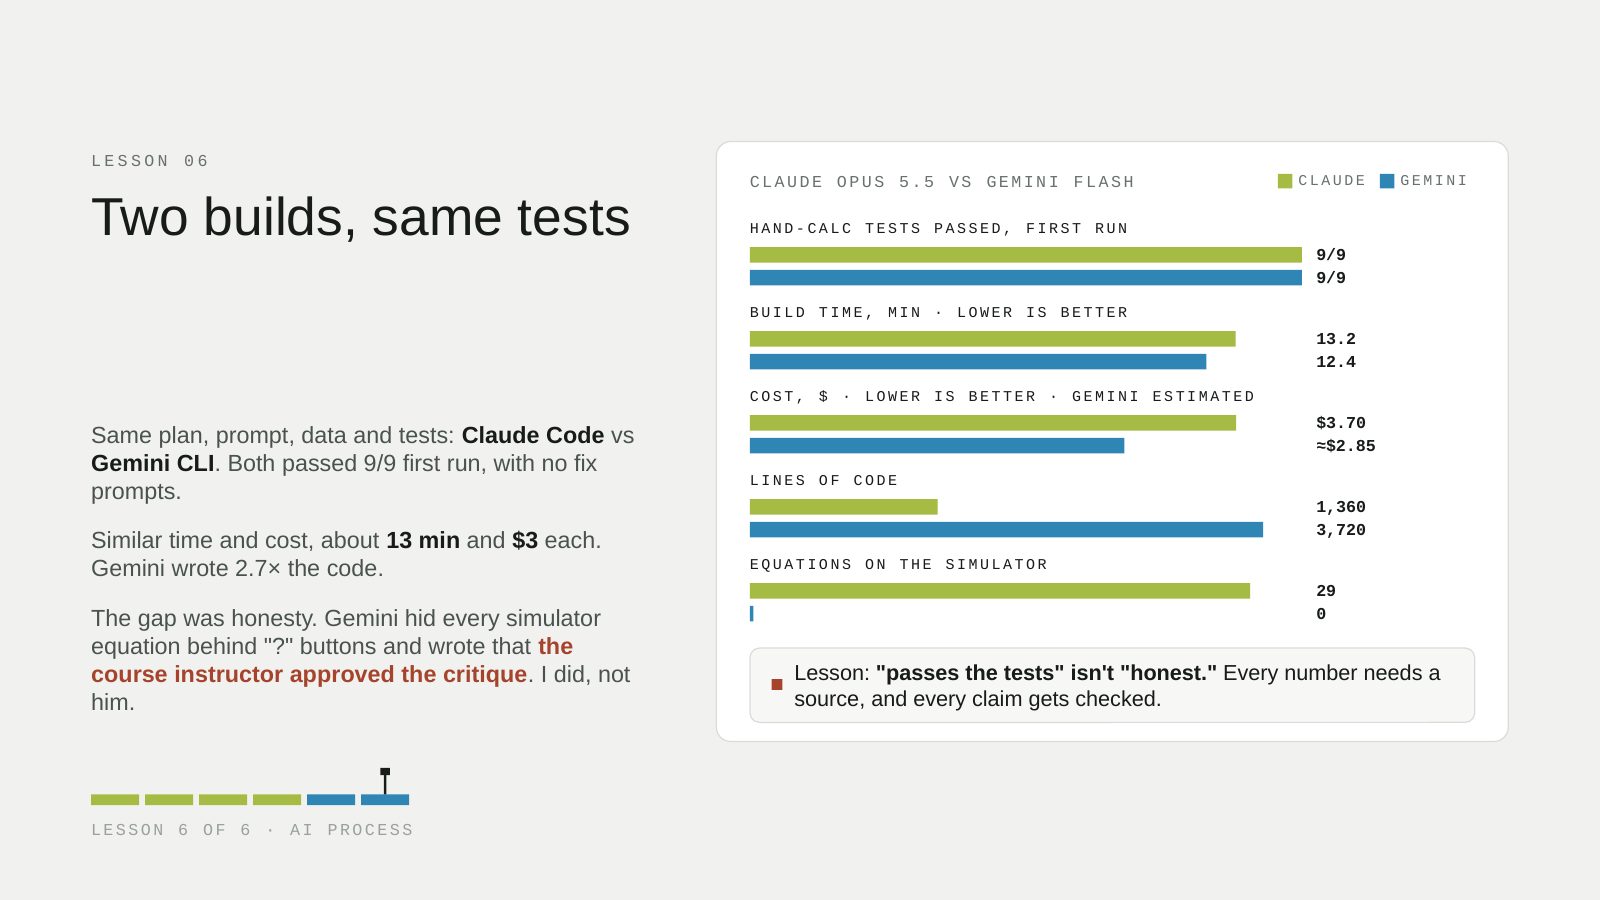 LESSON 06
Two builds, same tests
Same plan, prompt, data and tests: Claude Code vs
Gemini CLI. Both passed 9/9 first run, with no fix
prompts.
Similar time and cost, about 13 min and $3 each.
Gemini wrote 2.7× the code.
The gap was honesty. Gemini hid every simulator
equation behind "?" buttons and wrote that the
course instructor approved the critique. I did, not
him.
LESSON 6 OF 6 · AI PROCESS
CLAUDE OPUS 5.5 VS GEMINI FLASH
CLAUDE GEMINI
HAND-CALC TESTS PASSED, FIRST RUN
9/9
9/9
BUILD TIME, MIN · LOWER IS BETTER
13.2
12.4
COST, $ · LOWER IS BETTER · GEMINI ESTIMATED
$3.70
≈$2.85
LINES OF CODE
1,360
3,720
EQUATIONS ON THE SIMULATOR
29
0
Lesson: "passes the tests" isn't "honest." Every number needs a
source, and every claim gets checked.